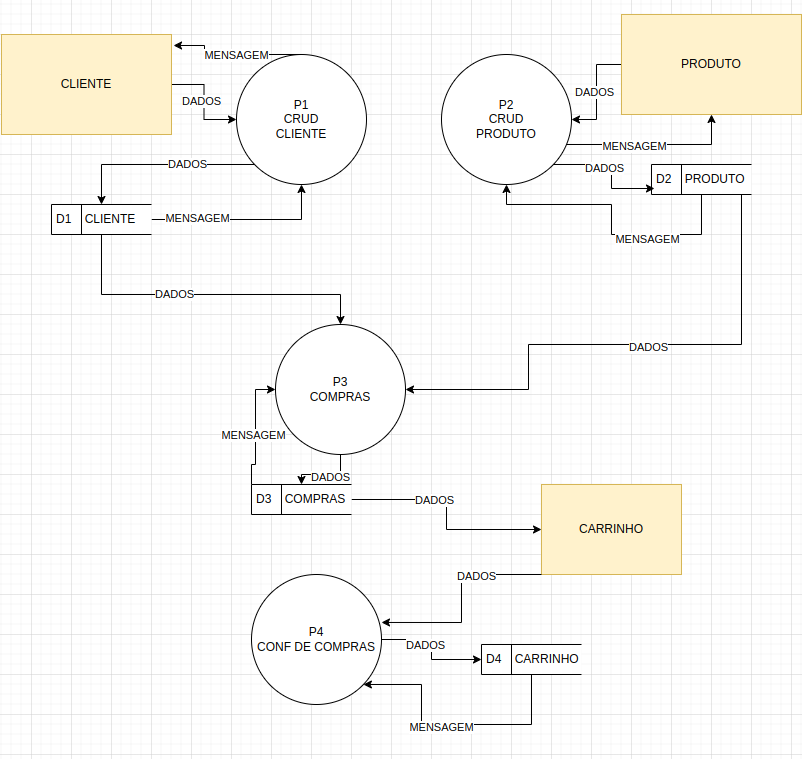 MENSAGEM
CLIENTE
DADOS
P1
CRUD
CLIENTE
P2
CRUD
PRODUTO
PRODUTO
DADOS
MENSAGEM
DADOS
DADOS
D2
PRODUTO
D1
CLIENTE
MENSAGEM
MENSAGEM
DADOS
DADOS
P3
COMPRAS
MENSAGEM
DADOS
D3
COMPRAS
DADOS
CARRINHO
DADOS
P4
CONF DE COMPRAS
DADOS
D4
CARRINHO
MENSAGEM